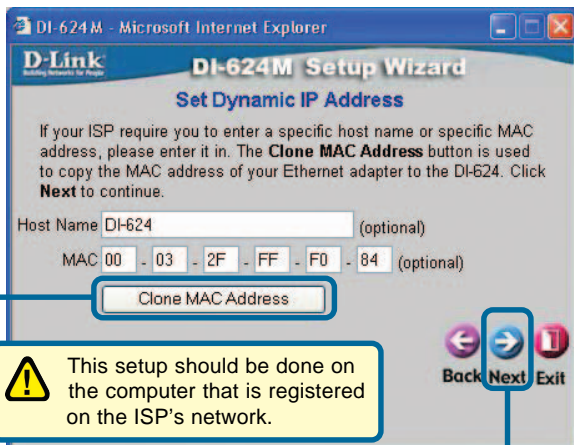 DI-624M - Microsoft Internet Explorer
D-Link
Building Networks for People
DI-624M Setup Wizard
Set Dynamic IP Address
If your ISP require you to enter a specific host name or specific MAC
address, please enter it in. The Clone MAC Address button is used
to copy the MAC address of your Ethernet adapter to the DI-624. Click
Next to continue.
Host Name DI-624 (optional)
MAC 00 - 03 - 2F - FF - F0 - 84 (optional)
Clone MAC Address
This setup should be done on
the computer that is registered
on the ISP's network.
Back Next Exit